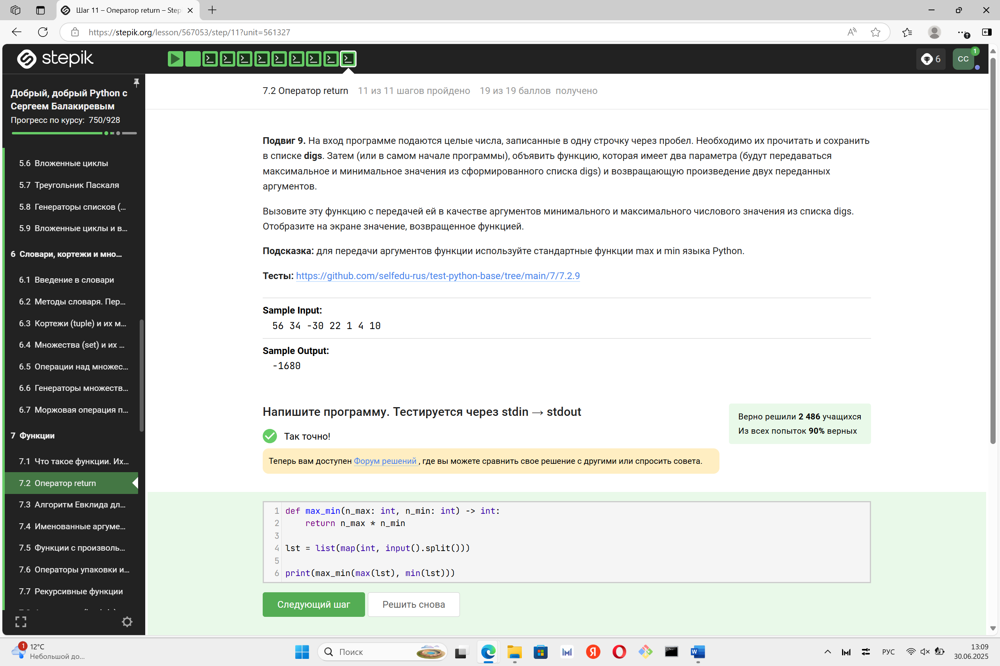 Шаг 11 – Оператор return – Step
https://stepik.org/lesson/567053/step/11?unit=561327
stepik
6
CC
1
Добрый, добрый Python с
Сергеем Балакиревым
Прогресс по курсу: 750/928
5.6 Вложенные циклы
5.7 Треугольник Паскаля
5.8 Генераторы списков (...
5.9 Вложенные циклы и в...
6 Словари, кортежи и мно...
6.1 Введение в словари
6.2 Методы словаря. Пер...
6.3 Кортежи (tuple) и их м...
6.4 Множества (set) и их ...
6.5 Операции над множес...
6.6 Генераторы множеств...
6.7 Моржовая операция п...
7 Функции
7.1 Что такое функции. Их...
7.2 Оператор return
7.3 Алгоритм Евклида дл...
7.4 Именованные аргуме...
7.5 Функции с произволь...
7.6 Операторы упаковки и...
7.7 Рекурсивные функции
7.2 Оператор return 11 из 11 шагов пройдено 19 из 19 баллов получено
Подвиг 9. На вход программе подаются целые числа, записанные в одну строчку через пробел. Необходимо их прочитать и сохранить
в списке digs. Затем (или в самом начале программы), объявить функцию, которая имеет два параметра (будут передаваться
максимальное и минимальное значения из сформированного списка digs) и возвращающую произведение двух переданных
аргументов.
Вызовите эту функцию с передачей ей в качестве аргументов минимального и максимального числового значения из списка digs.
Отобразите на экране значение, возвращенное функцией.
Подсказка: для передачи аргументов функции используйте стандартные функции max и min языка Python.
Тесты: https://github.com/selfedu-rus/test-python-base/tree/main/7/7.2.9
Sample Input:
56 34 -30 22 1 4 10
Sample Output:
-1680
Напишите программу. Тестируется через stdin → stdout
Верно решили 2 486 учащихся
Из всех попыток 90% верных
Так точно!
Теперь вам доступен Форум решений , где вы можете сравнить свое решение с другими или спросить совета.
1 def max_min(n_max: int, n_min: int) -> int:
2     return n_max * n_min
3
4 lst = list(map(int, input().split()))
5
6 print(max_min(max(lst), min(lst)))
Следующий шаг
Решить снова
1
12°C
Небольшой до...
Поиск
РУС
13:09
30.06.2025